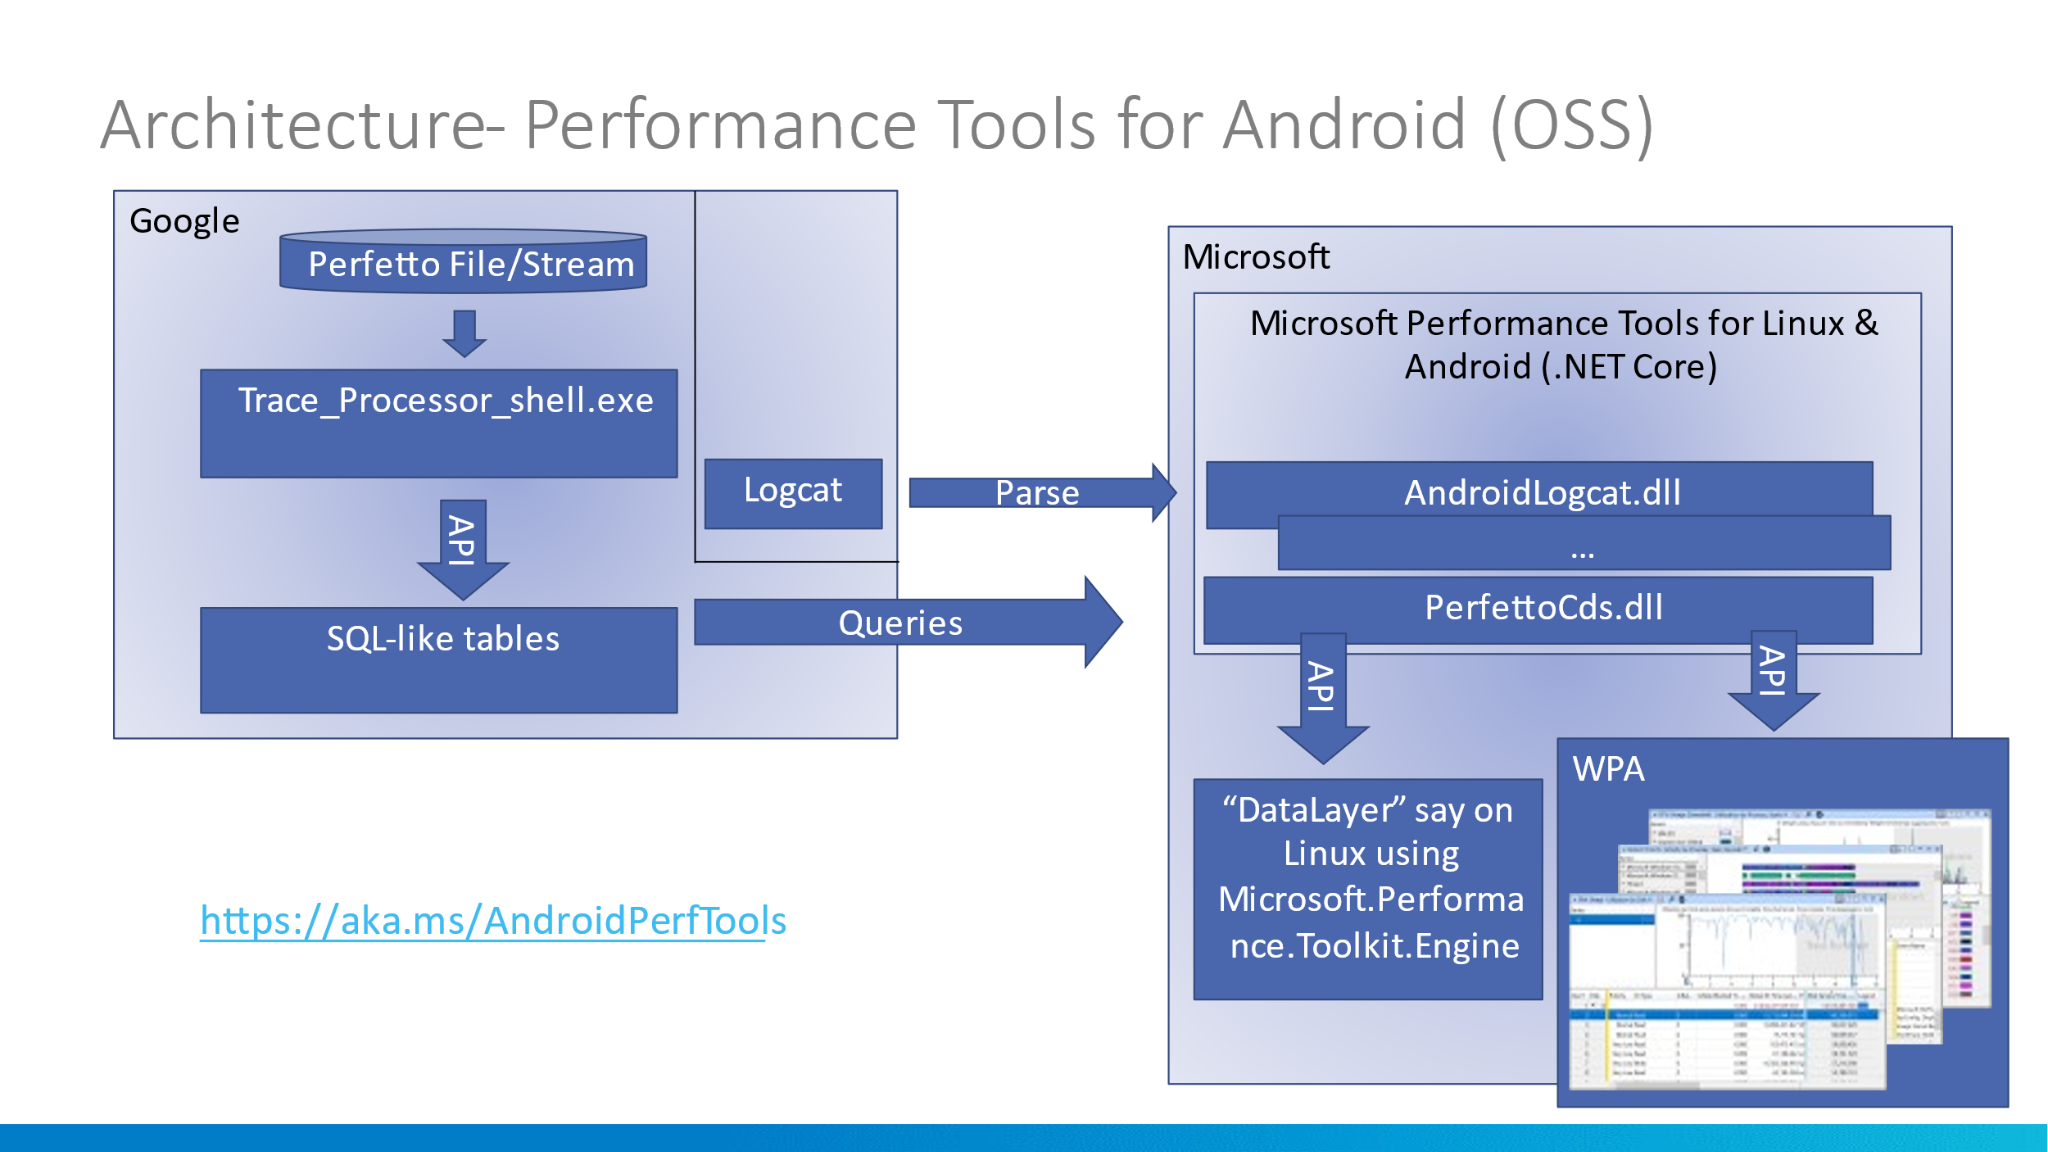 Architecture- Performance Tools for Android (OSS)
Google
Perfetto File/Stream
Trace_Processor_shell.exe
API
SQL-like tables
Logcat
Parse
Queries
Microsoft
Microsoft Performance Tools for Linux &
Android (.NET Core)
AndroidLogcat.dll
...
PerfettoCds.dll
API
API
“DataLayer” say on
Linux using
Microsoft.Performa
nce.Toolkit.Engine
WPA
https://aka.ms/AndroidPerfTools